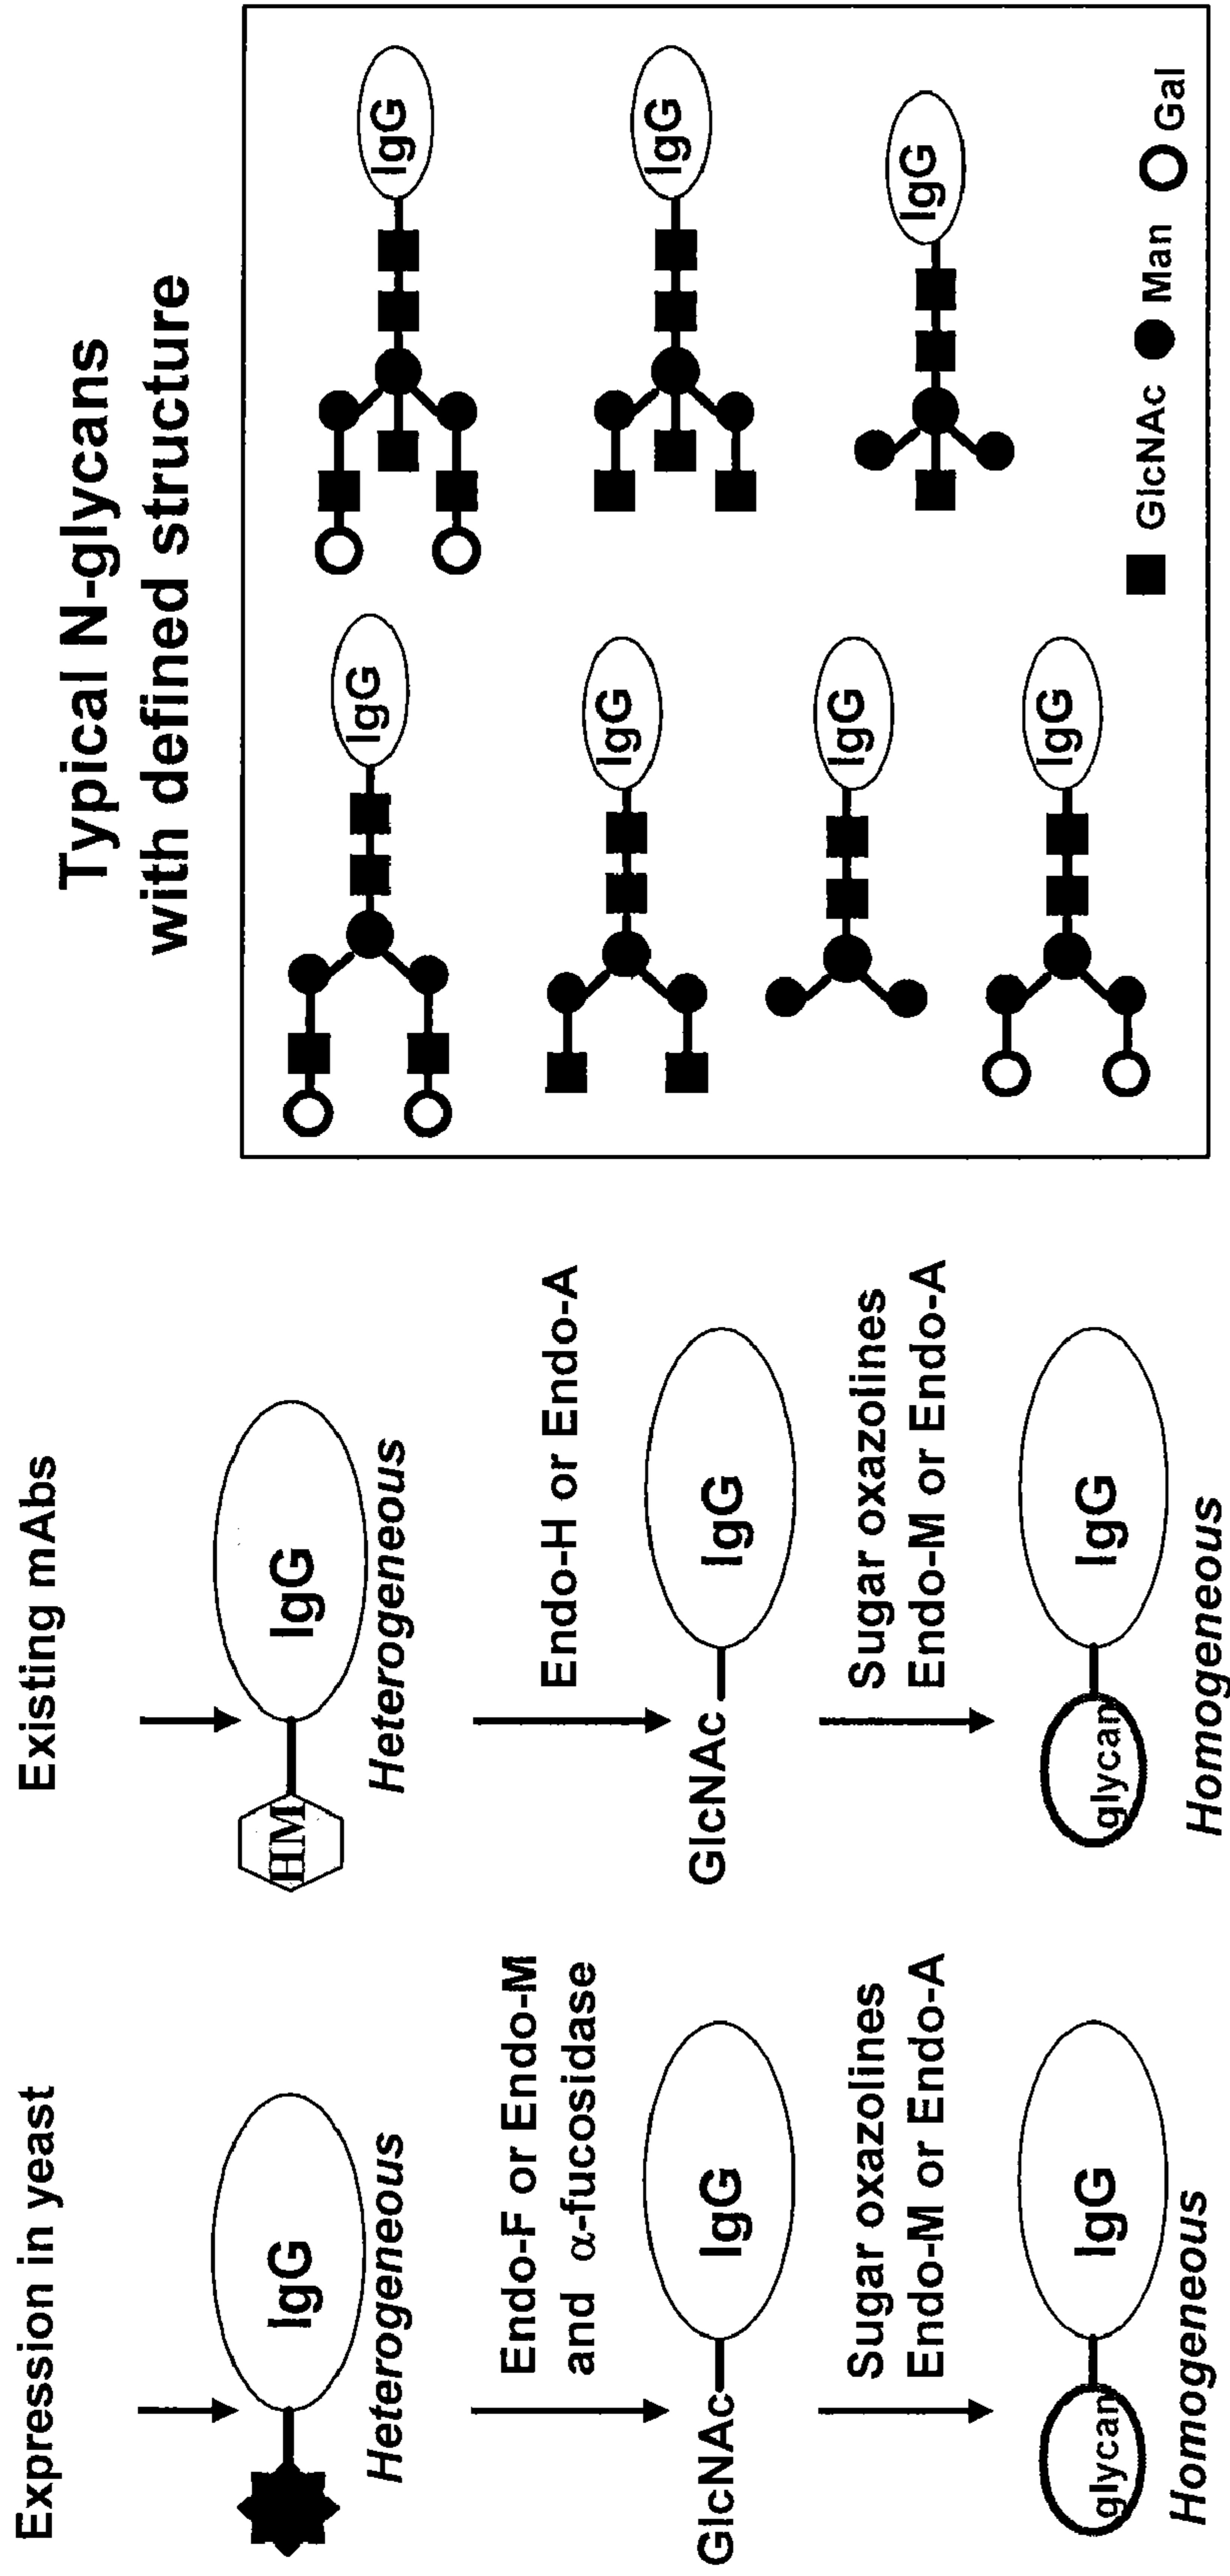 Expression in yeast
IgG
Heterogeneous
Endo-F or Endo-M
and α-fucosidase
GlcNAc
IgG
Sugar oxazolines
Endo-M or Endo-A
glycan
IgG
Homogeneous
Existing mAbs
HM
IgG
Heterogeneous
Endo-H or Endo-A
GlcNAc
IgG
Sugar oxazolines
Endo-M or Endo-A
glycan
IgG
Homogeneous
Typical N-glycans
with defined structure
IgG
IgG
IgG
IgG
IgG
IgG
IgG
GlcNAc
Man
Gal